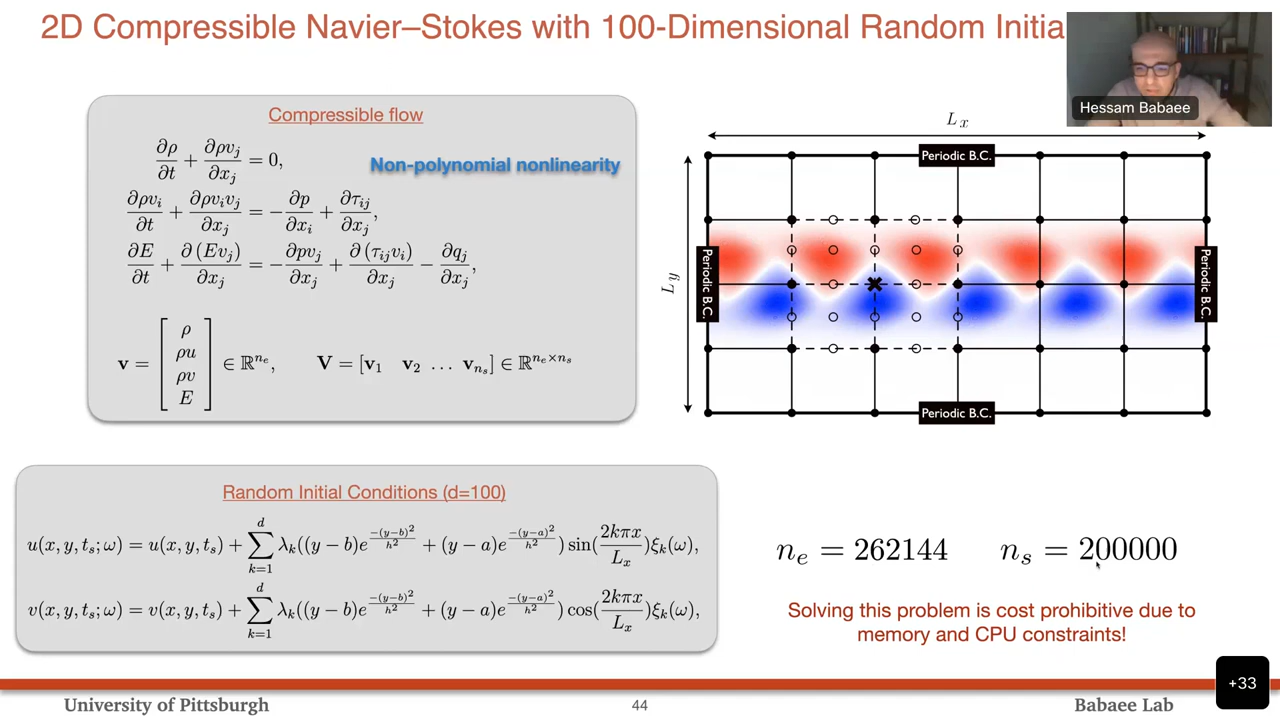 2D Compressible Navier–Stokes with 100-Dimensional Random Initia
Hessam Babaee
Compressible flow
∂ρ/∂t + ∂ρv_j/∂x_j = 0,
Non-polynomial nonlinearity
∂ρv_i/∂t + ∂ρv_iv_j/∂x_j = −∂p/∂x_i + ∂τ_ij/∂x_j,
∂E/∂t + ∂(Ev_j)/∂x_j = −∂pv_j/∂x_j + ∂(τ_ijv_i)/∂x_j − ∂q_j/∂x_j,
v = [ρ ρu ρv E] ∈ ℝ^{n_e}, V = [v_1 v_2 … v_{n_s}] ∈ ℝ^{n_e×n_s}
L_x
Periodic B.C.
L_y
Periodic B.C.
Periodic B.C.
Periodic B.C.
Random Initial Conditions (d=100)
u(x, y, t_s; ω) = u(x, y, t_s) + ∑_{k=1}^{d} λ_k((y − b)e^{−(y−b)²/h²} + (y − a)e^{−(y−a)²/h²}) sin(2kπx/L_x)ξ_k(ω),
v(x, y, t_s; ω) = v(x, y, t_s) + ∑_{k=1}^{d} λ_k((y − b)e^{−(y−b)²/h²} + (y − a)e^{−(y−a)²/h²}) cos(2kπx/L_x)ξ_k(ω),
n_e = 262144 n_s = 200000
Solving this problem is cost prohibitive due to
memory and CPU constraints!
+33
University of Pittsburgh
44
Babaee Lab